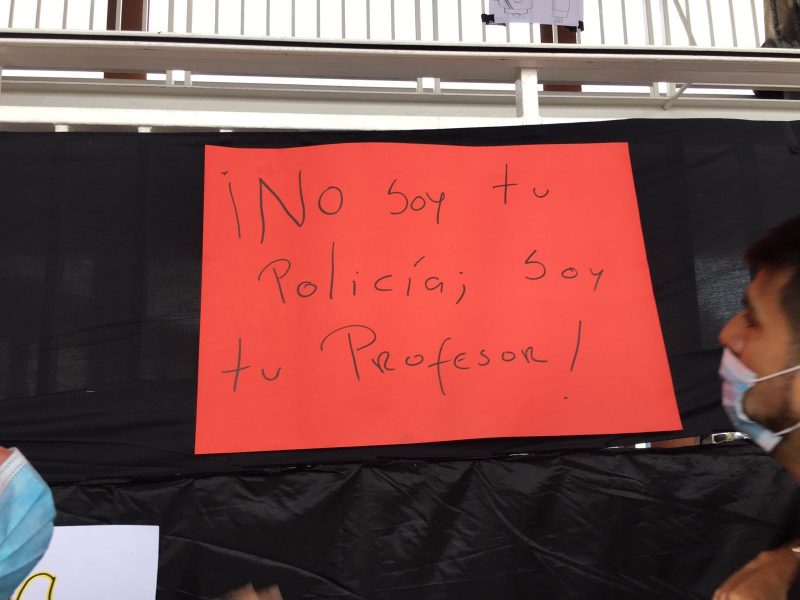 ¡No soy tu
Policía; soy
tu Profesor!